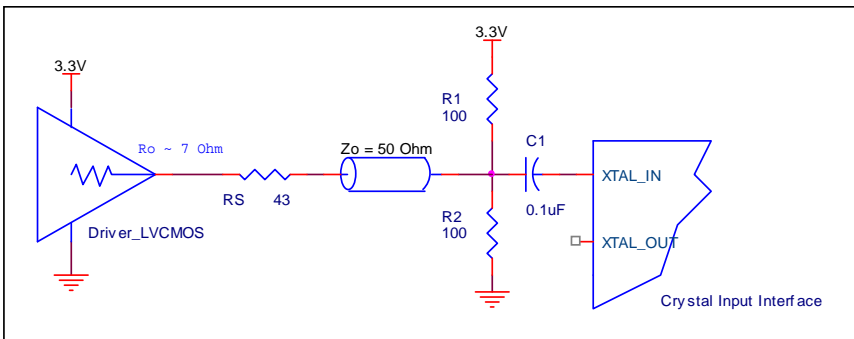 3.3V
3.3V
R1
100
Ro ~ 7 Ohm
Zo = 50 Ohm
C1
XTAL_IN
RS 43
0.1uF
R2
100
Driver_LVCMOS
XTAL_OUT
Crystal Input Interface